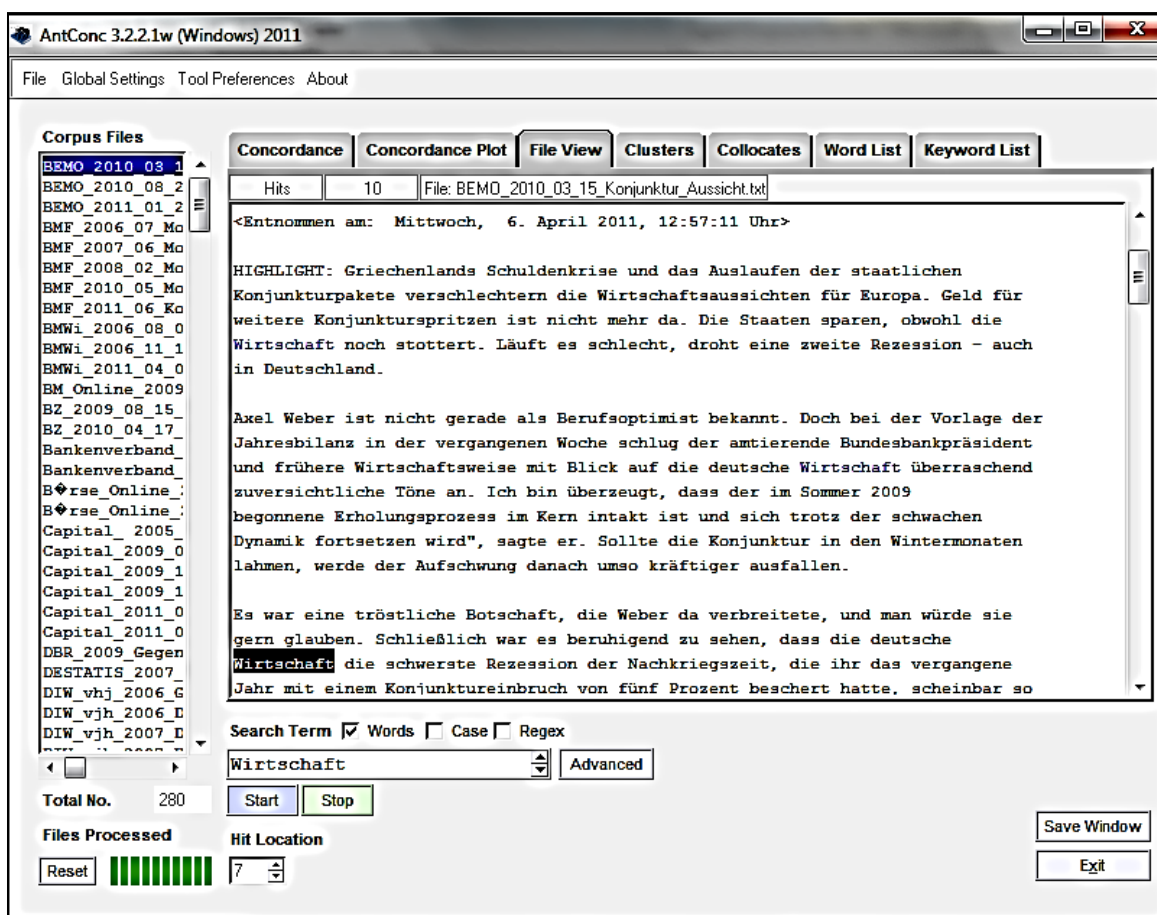 AntConc 3.2.2.1w (Windows) 2011
File Global Settings Tool Preferences About
Corpus Files
BEMO_2010_03_1
BEMO_2010_08_2
BEMO_2011_01_2
BMF_2006_07_Mo
BMF_2007_06_Mo
BMF_2008_02_Mo
BMF_2010_05_Mo
BMF_2011_06_Ko
BMWi_2006_08_0
BMWi_2006_11_1
BMWi_2011_04_0
BM_Online_2009
BZ_2009_08_15_
BZ_2010_04_17_
Bankenverband_
Bankenverband_
B�rse_Online_
B�rse_Online_
Capital_ 2005_
Capital_2009_0
Capital_2009_1
Capital_2009_1
Capital_2011_0
Capital_2011_0
DBR_2009_Gegen
DESTATIS_2007_
DIW_vhj_2006_G
DIW_vjh_2006_D
DIW_vjh_2007_D
Total No. 280
Files Processed
Reset
Concordance Concordance Plot File View Clusters Collocates Word List Keyword List
Hits 10 File: BEMO_2010_03_15_Konjunktur_Aussicht.txt
<Entnommen am: Mittwoch, 6. April 2011, 12:57:11 Uhr>
HIGHLIGHT: Griechenlands Schuldenkrise und das Auslaufen der staatlichen
Konjunkturpakete verschlechtern die Wirtschaftsaussichten für Europa. Geld für
weitere Konjunkturspritzen ist nicht mehr da. Die Staaten sparen, obwohl die
Wirtschaft noch stottert. Läuft es schlecht, droht eine zweite Rezession – auch
in Deutschland.
Axel Weber ist nicht gerade als Berufsoptimist bekannt. Doch bei der Vorlage der
Jahresbilanz in der vergangenen Woche schlug der amtierende Bundesbankpräsident
und frühere Wirtschaftsweise mit Blick auf die deutsche Wirtschaft überraschend
zuversichtliche Töne an. Ich bin überzeugt, dass der im Sommer 2009
begonnene Erholungsprozess im Kern intakt ist und sich trotz der schwachen
Dynamik fortsetzen wird", sagte er. Sollte die Konjunktur in den Wintermonaten
lahmen, werde der Aufschwung danach umso kräftiger ausfallen.
Es war eine tröstliche Botschaft, die Weber da verbreitete, und man würde sie
gern glauben. Schließlich war es beruhigend zu sehen, dass die deutsche
Wirtschaft die schwerste Rezession der Nachkriegszeit, die ihr das vergangene
Jahr mit einem Konjunktureinbruch von fünf Prozent beschert hatte, scheinbar so
Search Term Words Case Regex
Wirtschaft Advanced
Start Stop
Hit Location
7
Save Window
Exit